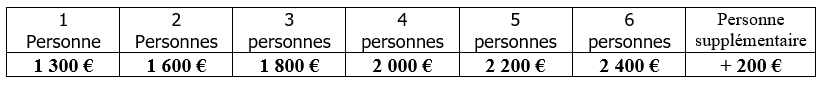 1 Personne | 2 Personnes | 3 personnes | 4 personnes | 5 personnes | 6 personnes | Personne supplémentaire
1 300 € | 1 600 € | 1 800 € | 2 000 € | 2 200 € | 2 400 € | + 200 €